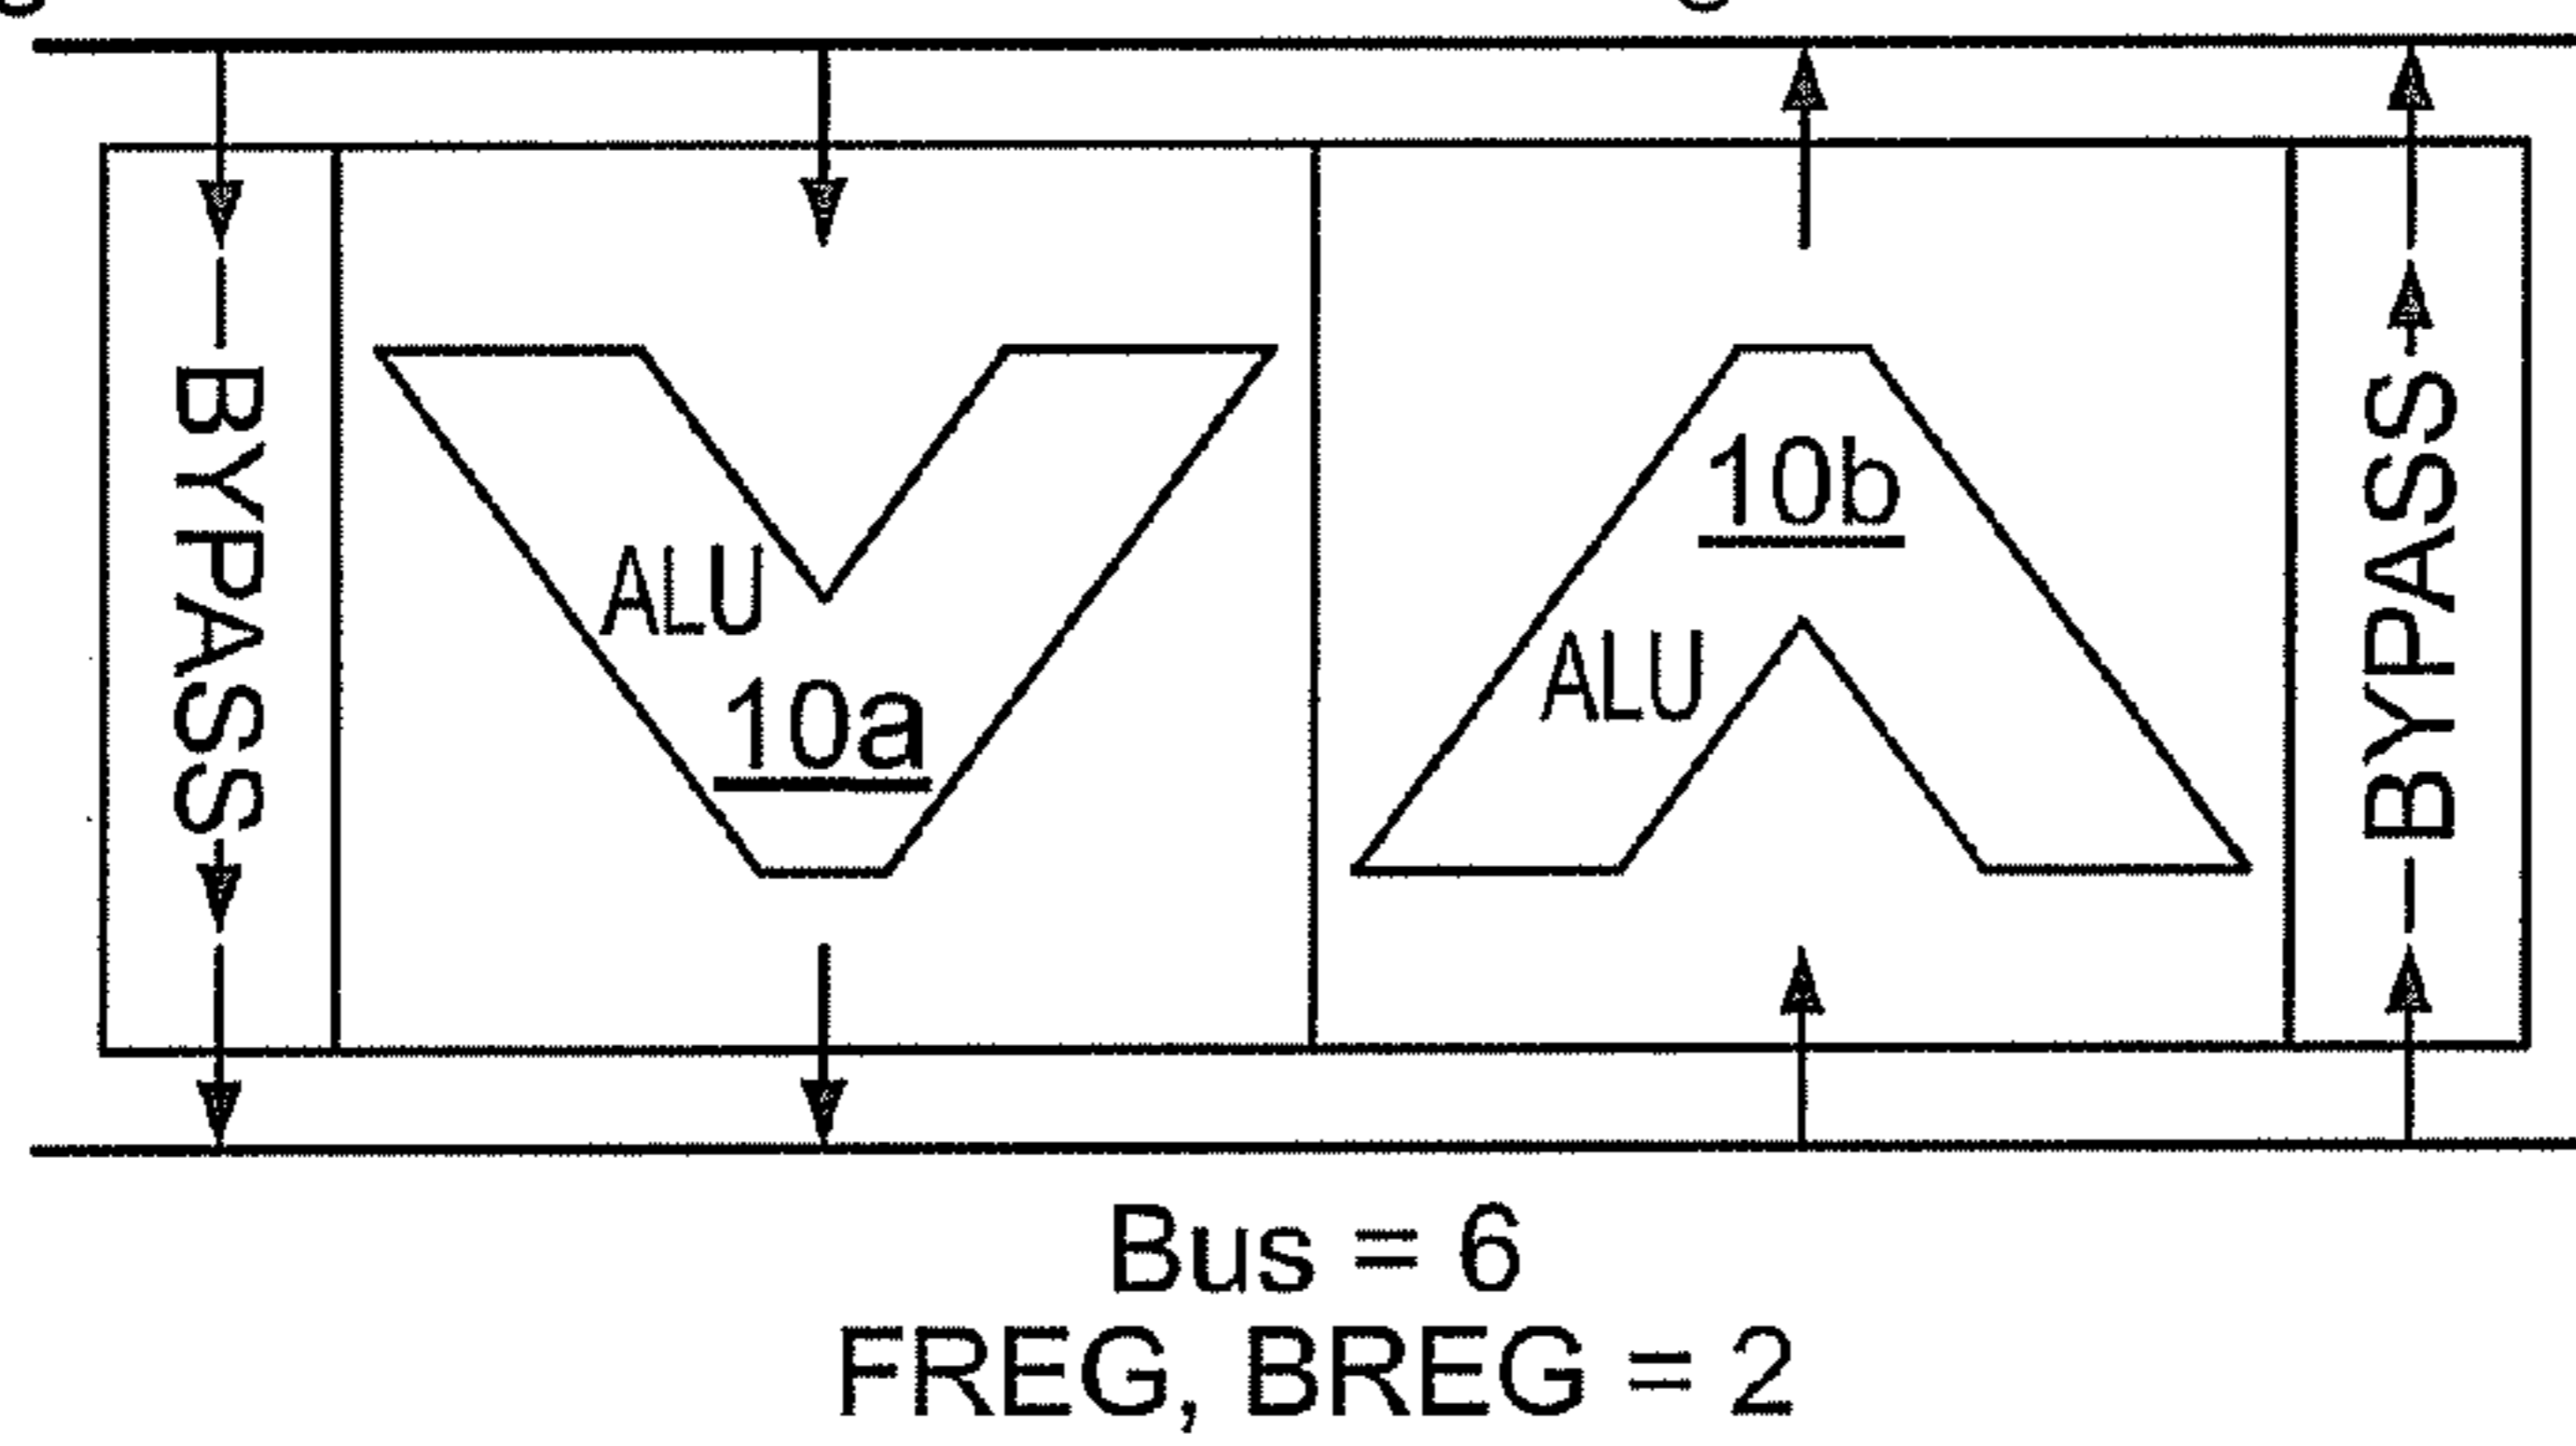 BYPASS
ALU
10a
10b
ALU
BYPASS
Bus = 6
FREG, BREG = 2